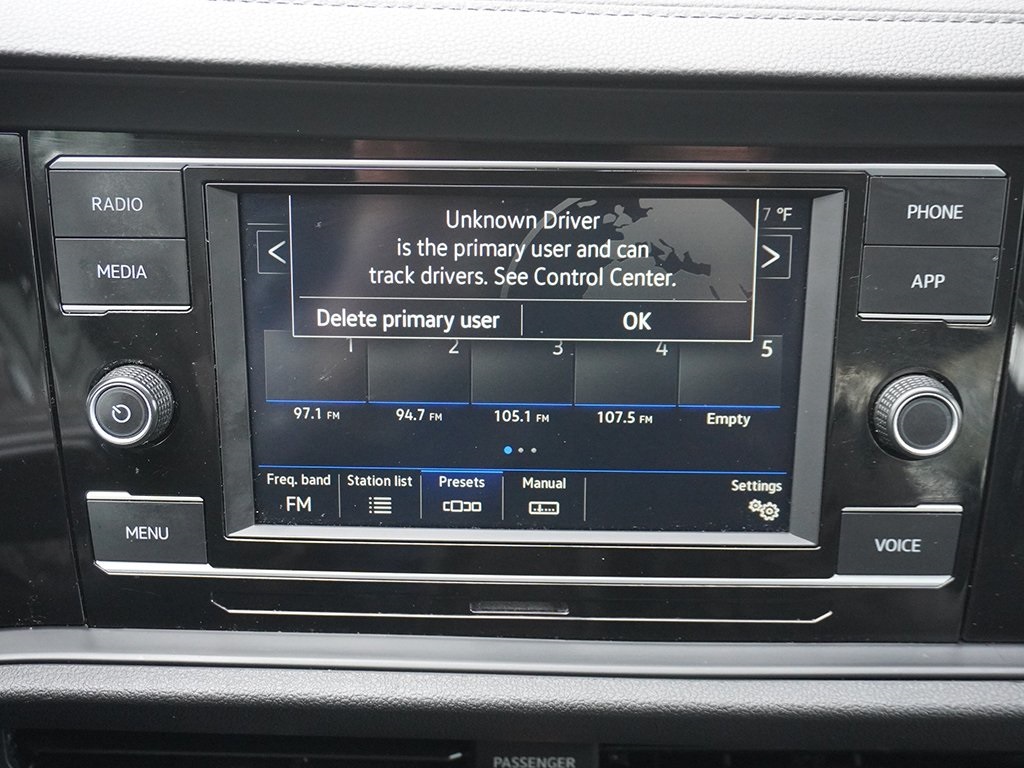 RADIO
MEDIA
MENU
PHONE
APP
VOICE
7 °F
<
Unknown Driver
is the primary user and can
track drivers. See Control Center.
>
Delete primary user
OK
1
2
3
4
5
97.1 FM
94.7 FM
105.1 FM
107.5 FM
Empty
Freq. band
FM
Station list
Presets
Manual
Settings
PASSENGER